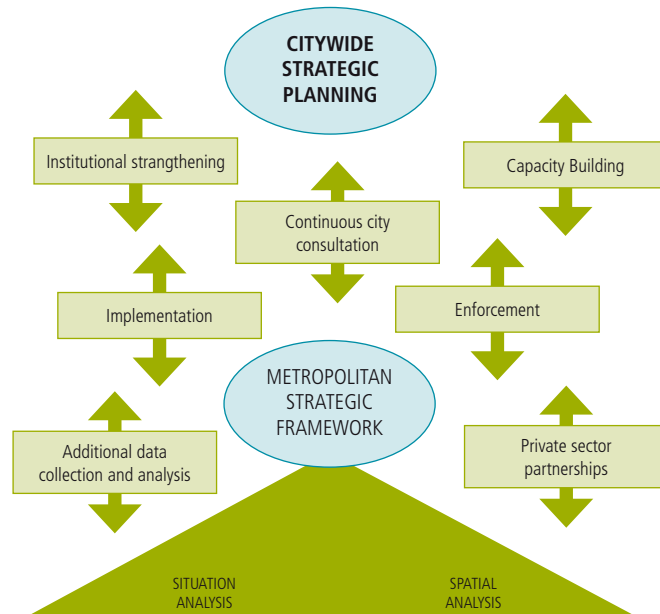 CITYWIDE
STRATEGIC
PLANNING
Institutional strangthening
Capacity Building
Continuous city
consultation
Implementation
Enforcement
METROPOLITAN
STRATEGIC
FRAMEWORK
Additional data
collection and analysis
Private sector
partnerships
SITUATION
ANALYSIS
SPATIAL
ANALYSIS